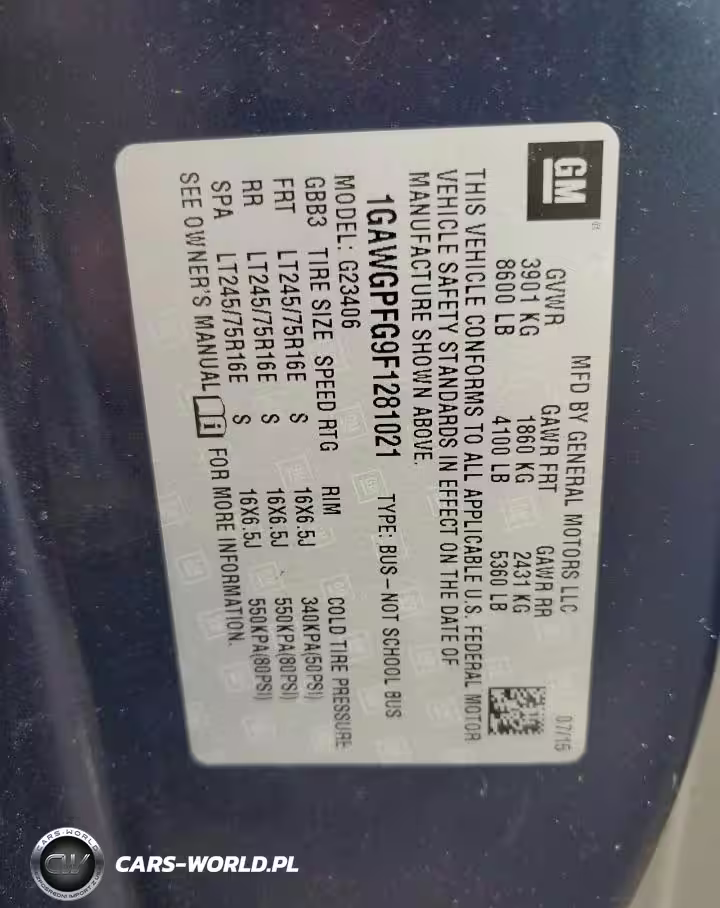 GM
MFD BY GENERAL MOTORS LLC 07/15
GVWR GAWR FRT GAWR RR
3901 KG 1860 KG 2431 KG
8600 LB 4100 LB 5360 LB
THIS VEHICLE CONFORMS TO ALL APPLICABLE U.S. FEDERAL MOTOR
VEHICLE SAFETY STANDARDS IN EFFECT ON THE DATE OF
MANUFACTURE SHOWN ABOVE.
1GAWGPFG9F1281021 TYPE: BUS-NOT SCHOOL BUS
MODEL: G23406
GBB3 TIRE SIZE SPEED RTG RIM COLD TIRE PRESSURE
FRT LT245/75R16E S 16X6.5J 340KPA(50PSI)
RR LT245/75R16E S 16X6.5J 550KPA(80PSI)
SPA LT245/75R16E S 16X6.5J 550KPA(80PSI)
SEE OWNER'S MANUAL FOR MORE INFORMATION.
CARS-WORLD.PL